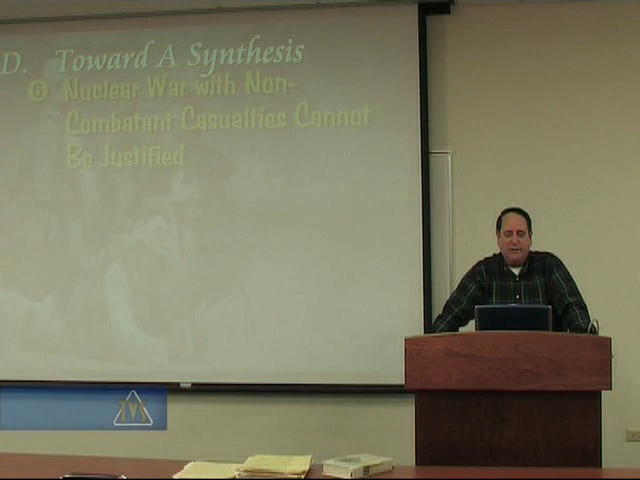 D. Toward A Synthesis
6 Nuclear War with Non-
Combatant Casualties Cannot
Be Justified